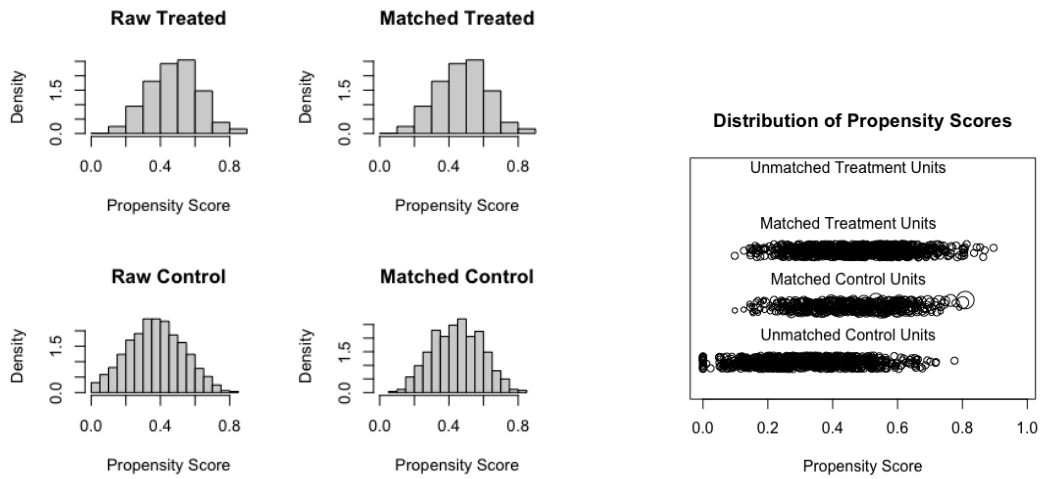 Raw Treated
Density
0.0 1.5
0.0 0.4 0.8
Propensity Score
Matched Treated
Density
0.0 1.5
0.0 0.4 0.8
Propensity Score
Raw Control
Density
0.0 1.5
0.0 0.4 0.8
Propensity Score
Matched Control
Density
0.0 1.5
0.0 0.4 0.8
Propensity Score
Distribution of Propensity Scores
Unmatched Treatment Units
Matched Treatment Units
Matched Control Units
Unmatched Control Units
0.0 0.2 0.4 0.6 0.8 1.0
Propensity Score